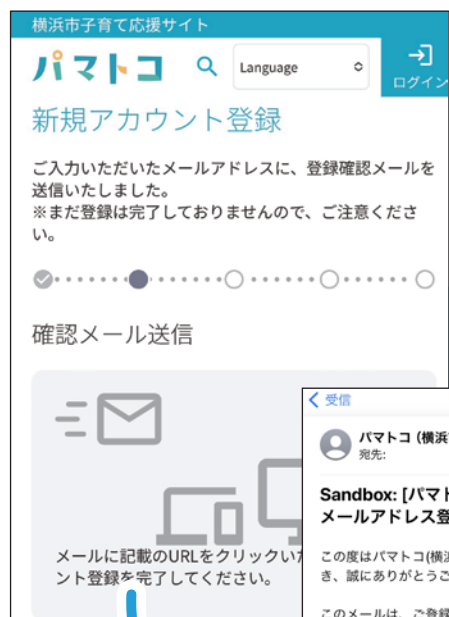 横浜市子育て応援サイト
パマトコ
Language
ログイン
新規アカウント登録
ご入力いただいたメールアドレスに、登録確認メールを
送信いたしました。
※まだ登録は完了しておりませんので、ご注意くださ
い。
確認メール送信
メールに記載のURLをクリックいた
ント登録を完了してください。
受信
パマトコ（横浜
宛先:
Sandbox: [パマト
メールアドレス登
この度はパマトコ(横浜
き、誠にありがとうご
このメールは、ご登録